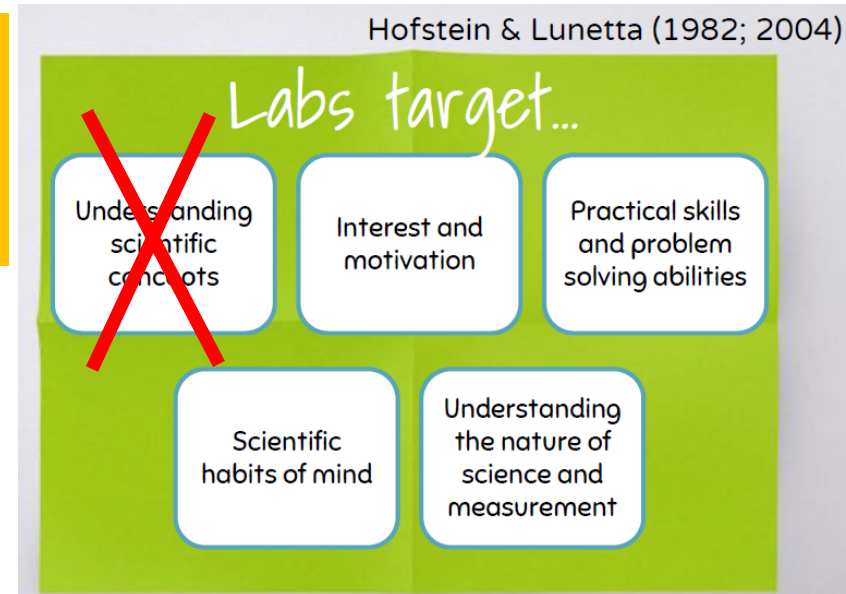 Hofstein & Lunetta (1982; 2004)
Labs target...
Understanding
scientific
concepts
Interest and
motivation
Practical skills
and problem
solving abilities
Scientific
habits of mind
Understanding
the nature of
science and
measurement